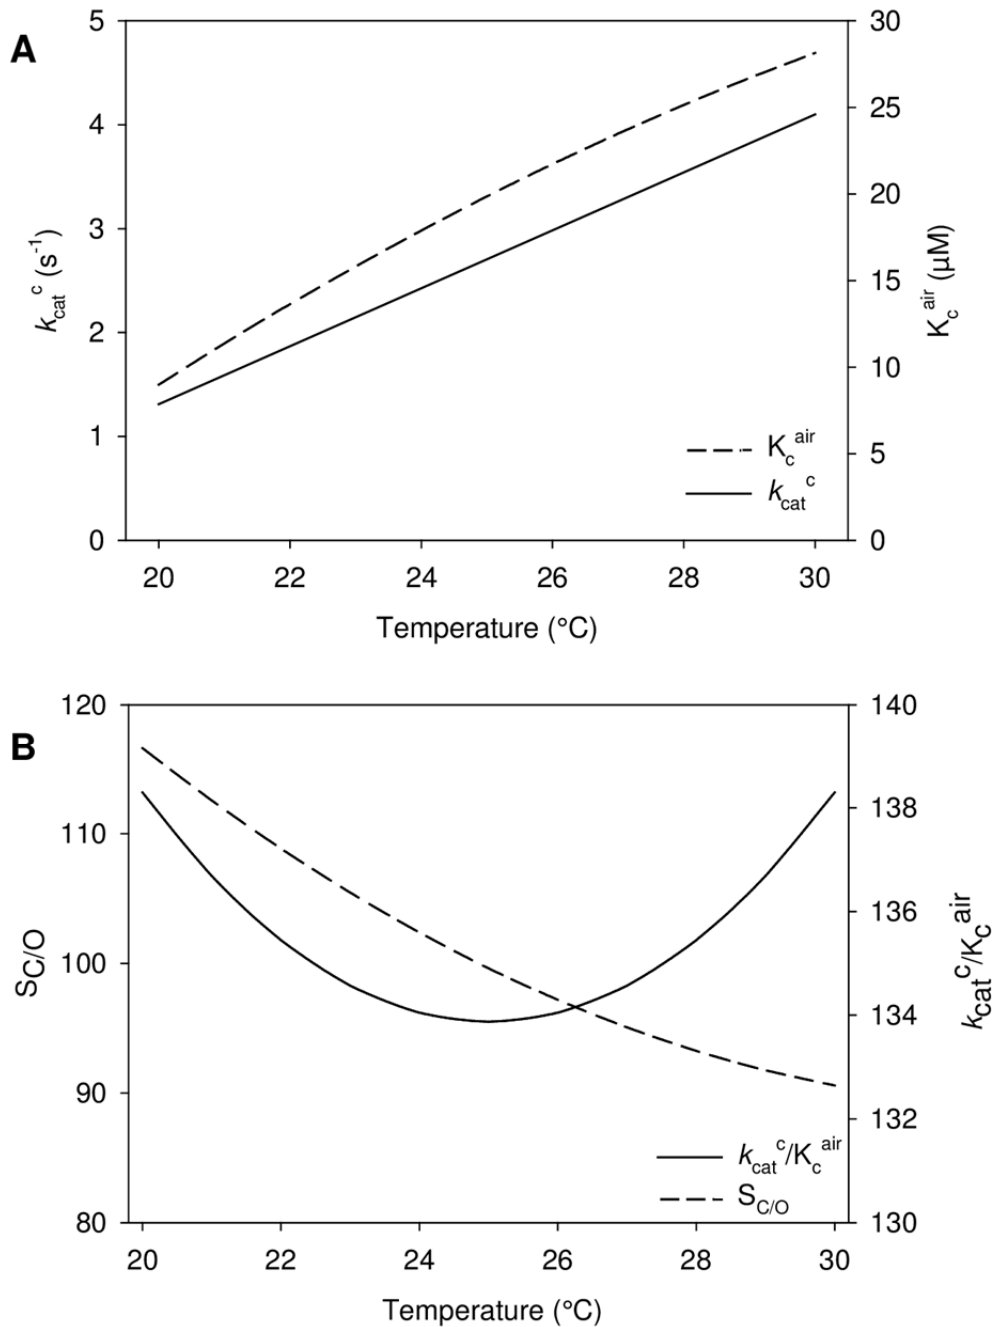 A
5
4
3
2
1
0
k_cat^c (s^-1)
30
25
20
15
10
5
0
K_c^air (µM)
K_c^air
k_cat^c
20 22 24 26 28 30
Temperature (°C)
B
120
110
100
90
80
S_C/O
140
138
136
134
132
130
k_cat^c/K_c^air
k_cat^c/K_c^air
S_C/O
20 22 24 26 28 30
Temperature (°C)